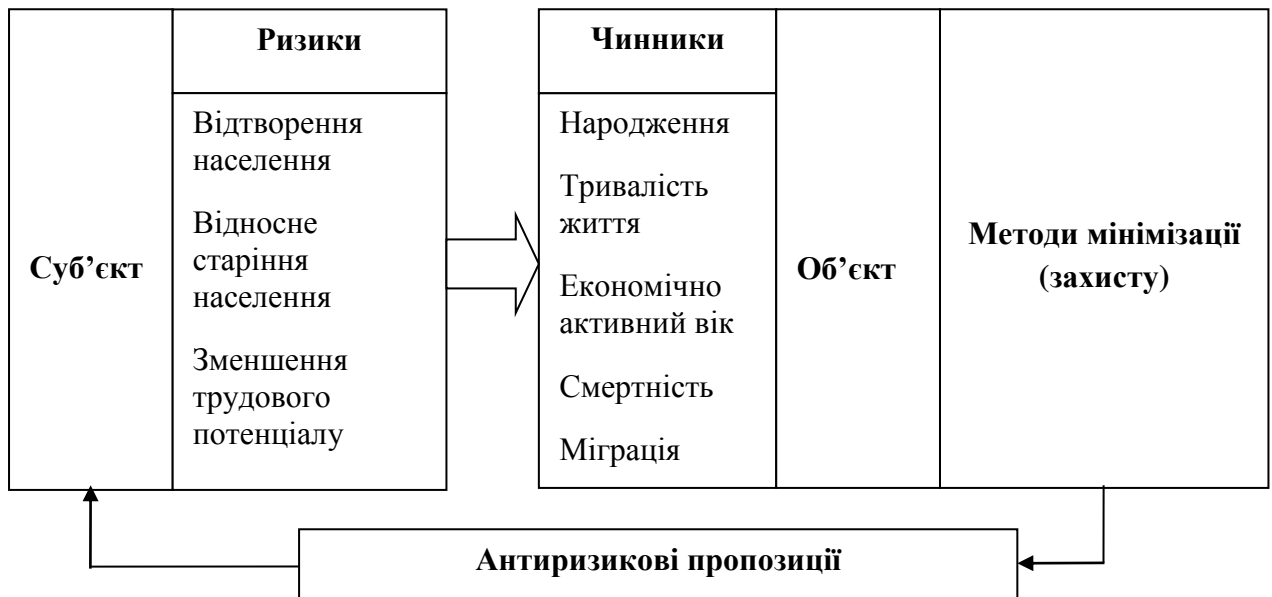 Суб’єкт
Ризики
Відтворення
населення
Відносне
старіння
населення
Зменшення
трудового
потенціалу
Чинники
Народження
Тривалість
життя
Економічно
активний вік
Смертність
Міграція
Об’єкт
Методи мінімізації
(захисту)
Антиризикові пропозиції